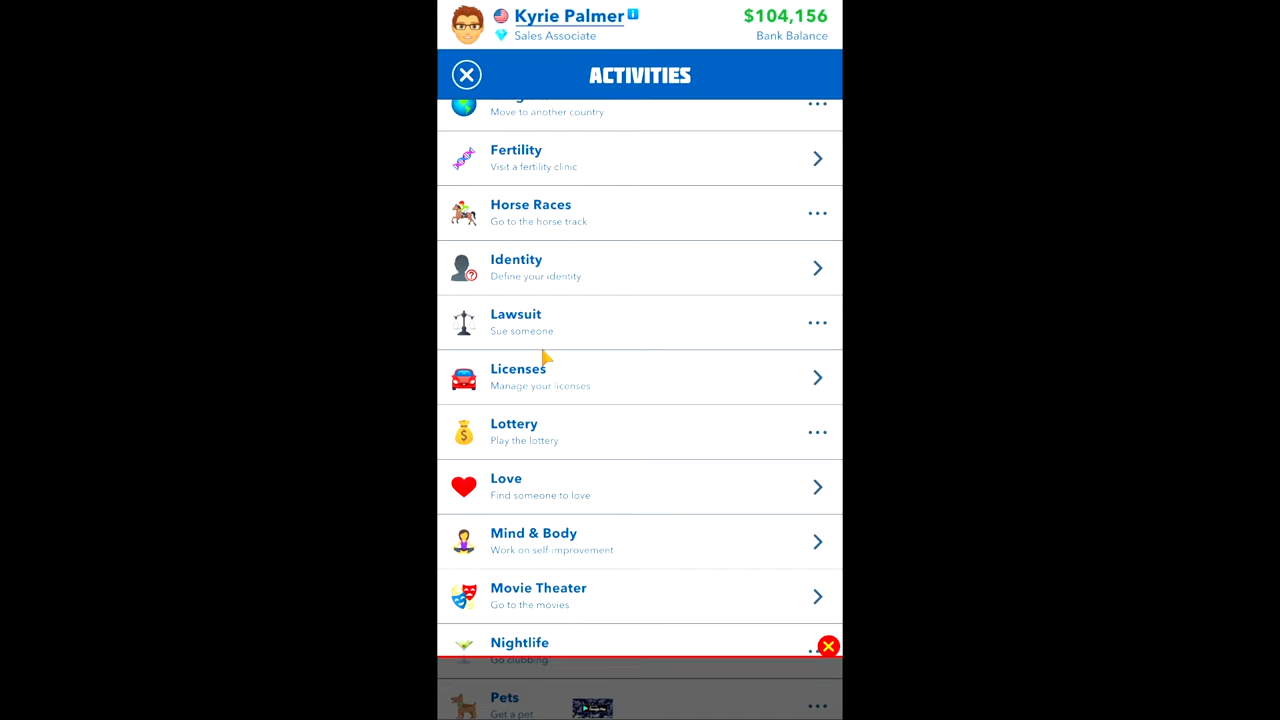 Kyrie Palmer
$104,156
Sales Associate
Bank Balance
ACTIVITIES
Move to another country
Fertility
Visit a fertility clinic
Horse Races
Go to the horse track
Identity
Define your identity
Lawsuit
Sue someone
Licenses
Manage your licenses
Lottery
Play the lottery
Love
Find someone to love
Mind & Body
Work on self improvement
Movie Theater
Go to the movies
Nightlife
Go clubbing
Pets
Get a pet
Google Play